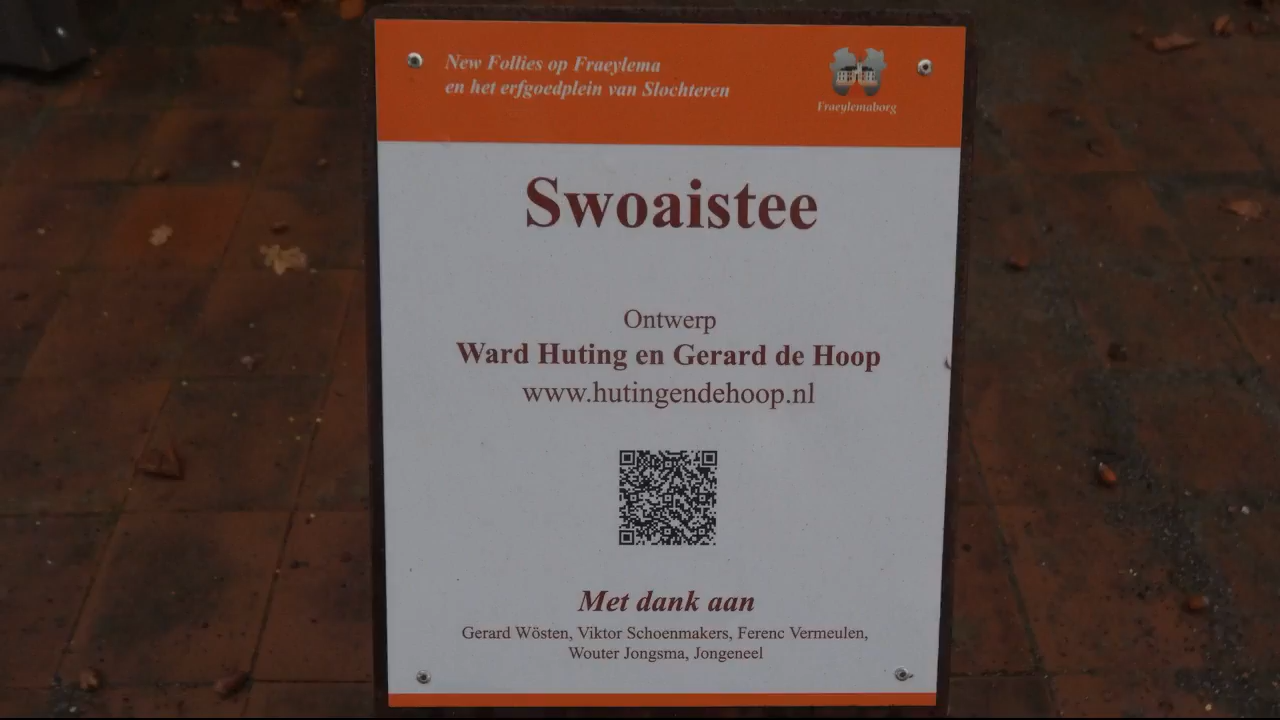 New Follies op Fraeylema
en het erfgoedplein van Slochteren
Fraeylemaborg
Swoaistee
Ontwerp
Ward Huting en Gerard de Hoop
www.hutingendehoop.nl
Met dank aan
Gerard Wösten, Viktor Schoenmakers, Ferenc Vermeulen,
Wouter Jongsma, Jongeneel